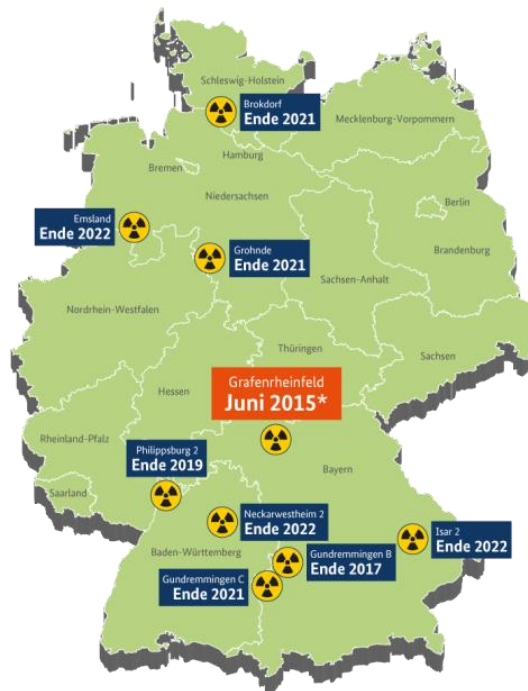 Schleswig-Holstein
Brokdorf
Ende 2021
Mecklenburg-Vorpommern
Hamburg
Bremen
Niedersachsen
Berlin
Emsland
Ende 2022
Brandenburg
Grohnde
Ende 2021
Sachsen-Anhalt
Nordrhein-Westfalen
Thüringen
Sachsen
Grafenrheinfeld
Juni 2015*
Hessen
Rheinland-Pfalz
Philippsburg 2
Ende 2019
Bayern
Saarland
Neckarwestheim 2
Ende 2022
Isar 2
Ende 2022
Baden-Württemberg
Gundremmingen B
Ende 2017
Gundremmingen C
Ende 2021